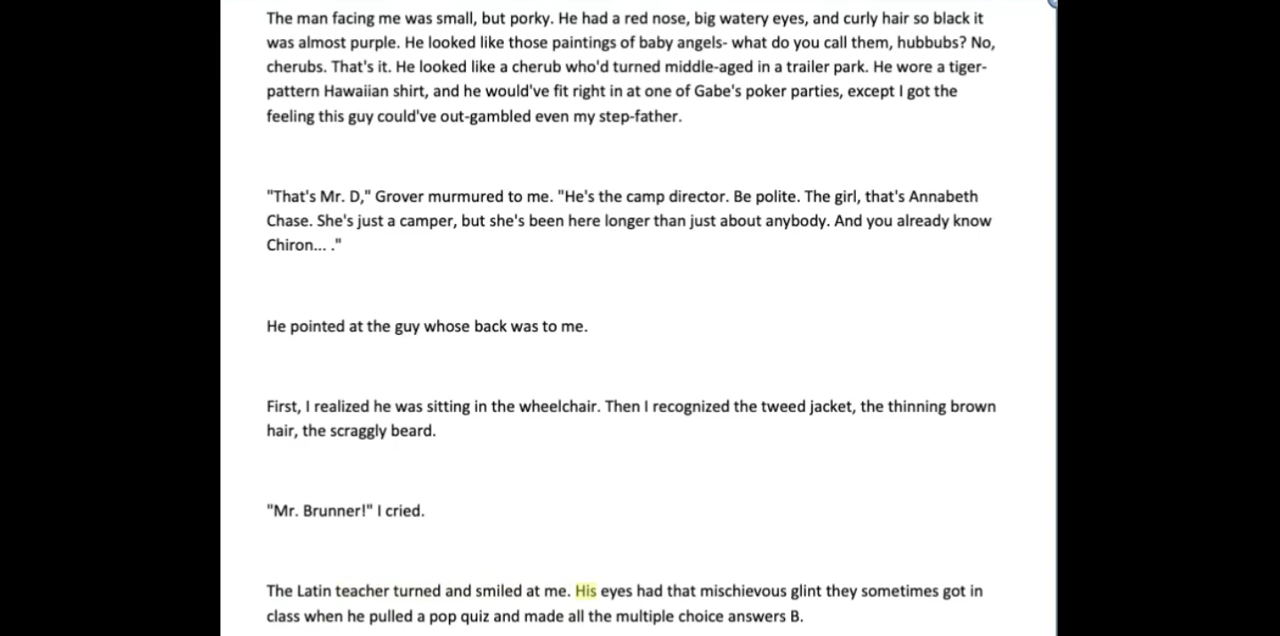 The man facing me was small, but porky. He had a red nose, big watery eyes, and curly hair so black it
was almost purple. He looked like those paintings of baby angels- what do you call them, hubbubs? No,
cherubs. That's it. He looked like a cherub who'd turned middle-aged in a trailer park. He wore a tiger-
pattern Hawaiian shirt, and he would've fit right in at one of Gabe's poker parties, except I got the
feeling this guy could've out-gambled even my step-father.
"That's Mr. D," Grover murmured to me. "He's the camp director. Be polite. The girl, that's Annabeth
Chase. She's just a camper, but she's been here longer than just about anybody. And you already know
Chiron... ."
He pointed at the guy whose back was to me.
First, I realized he was sitting in the wheelchair. Then I recognized the tweed jacket, the thinning brown
hair, the scraggly beard.
"Mr. Brunner!" I cried.
The Latin teacher turned and smiled at me. His eyes had that mischievous glint they sometimes got in
class when he pulled a pop quiz and made all the multiple choice answers B.